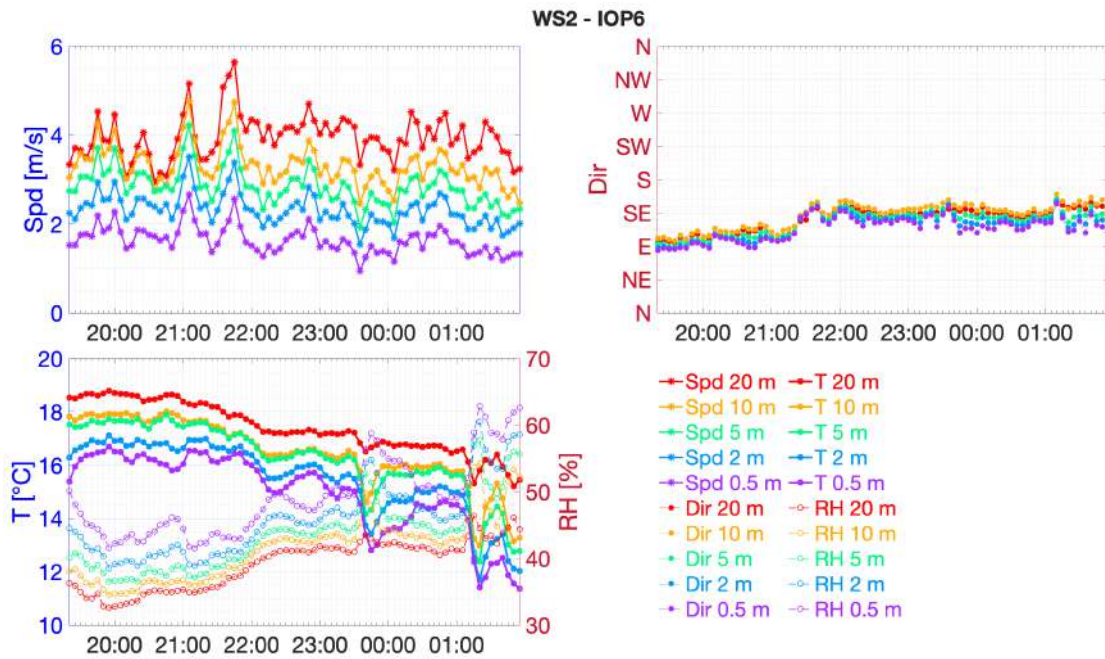 WS2 - IOP6
6
4
2
0
Spd [m/s]
20:00 21:00 22:00 23:00 00:00 01:00
N
NW
W
SW
S
SE
E
NE
N
Dir
20:00 21:00 22:00 23:00 00:00 01:00
20
18
16
14
12
10
T [°C]
70
60
50
40
30
RH [%]
20:00 21:00 22:00 23:00 00:00 01:00
Spd 20 m T 20 m
Spd 10 m T 10 m
Spd 5 m T 5 m
Spd 2 m T 2 m
Spd 0.5 m T 0.5 m
Dir 20 m RH 20 m
Dir 10 m RH 10 m
Dir 5 m RH 5 m
Dir 2 m RH 2 m
Dir 0.5 m RH 0.5 m